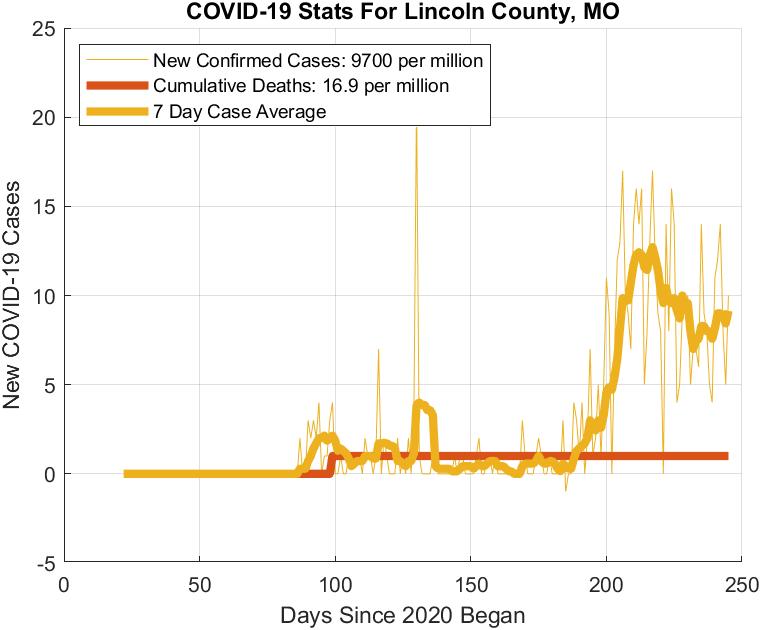 COVID-19 Stats For Lincoln County, MO
25
20
15
10
5
0
-5
New Confirmed Cases: 9700 per million
Cumulative Deaths: 16.9 per million
7 Day Case Average
New COVID-19 Cases
0 50 100 150 200 250
Days Since 2020 Began